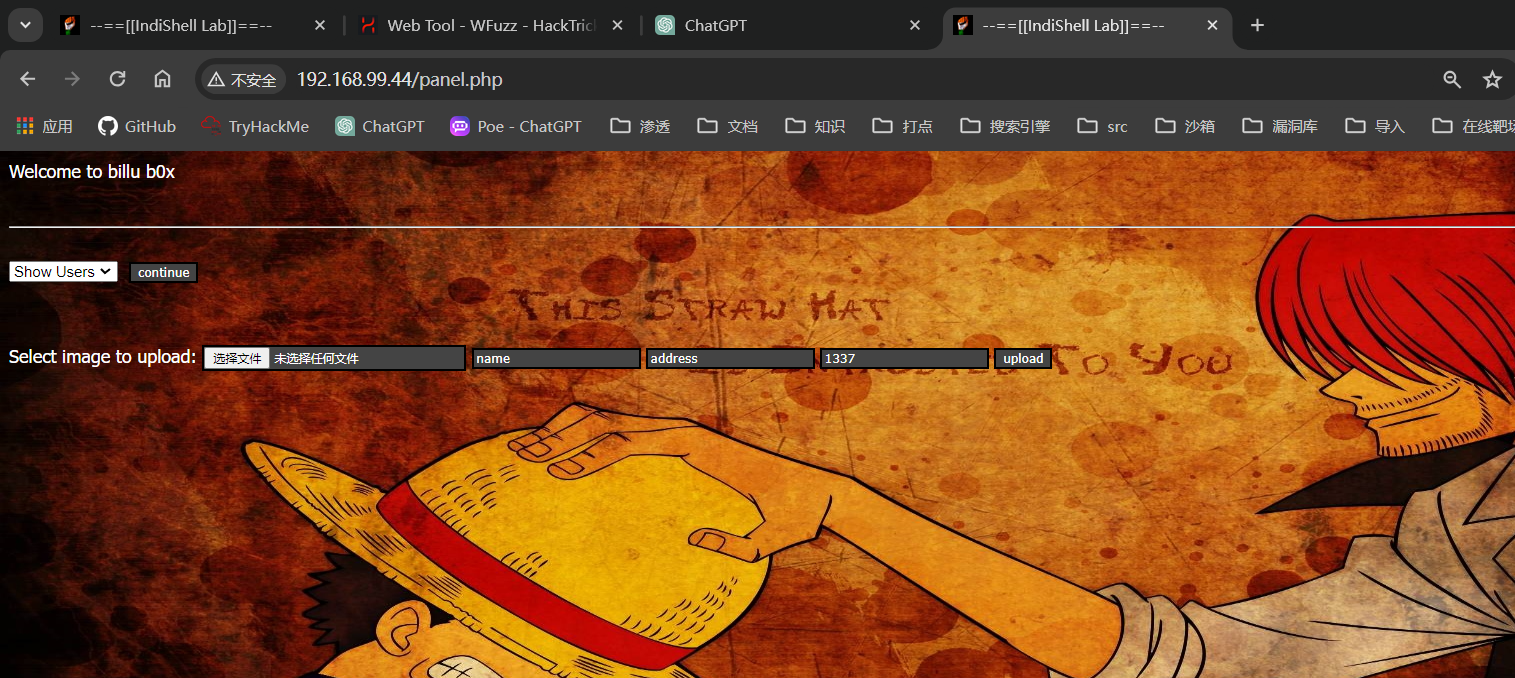 --==[[IndiShell Lab]]==-- Web Tool - WFuzz - HackTric ChatGPT --==[[IndiShell Lab]]==--
不安全 192.168.99.44/panel.php
应用 GitHub TryHackMe ChatGPT Poe - ChatGPT 渗透 文档 知识 打点 搜索引擎 src 沙箱 漏洞库 导入 在线靶场
Welcome to billu b0x
Show Users continue
This Straw Hat
Select image to upload: 选择文件 未选择任何文件 name address 1337 upload
To You